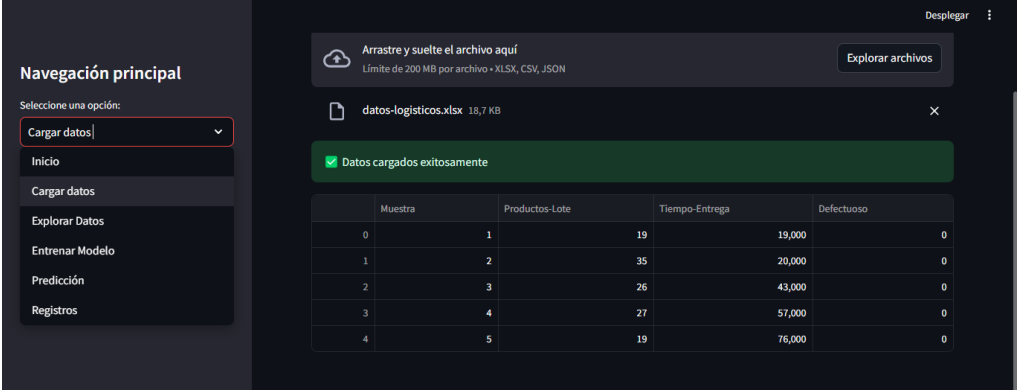 Desplegar
Navegación principal
Seleccione una opción:
Cargar datos
Inicio
Cargar datos
Explorar Datos
Entrenar Modelo
Predicción
Registros
Arrastre y suelte el archivo aquí
Límite de 200 MB por archivo • XLSX, CSV, JSON
Explorar archivos
datos-logisticos.xlsx 18,7 KB
Datos cargados exitosamente
Muestra Productos-Lote Tiempo-Entrega Defectuoso
0 1 19 19,000 0
1 2 35 20,000 0
2 3 26 43,000 0
3 4 27 57,000 0
4 5 19 76,000 0